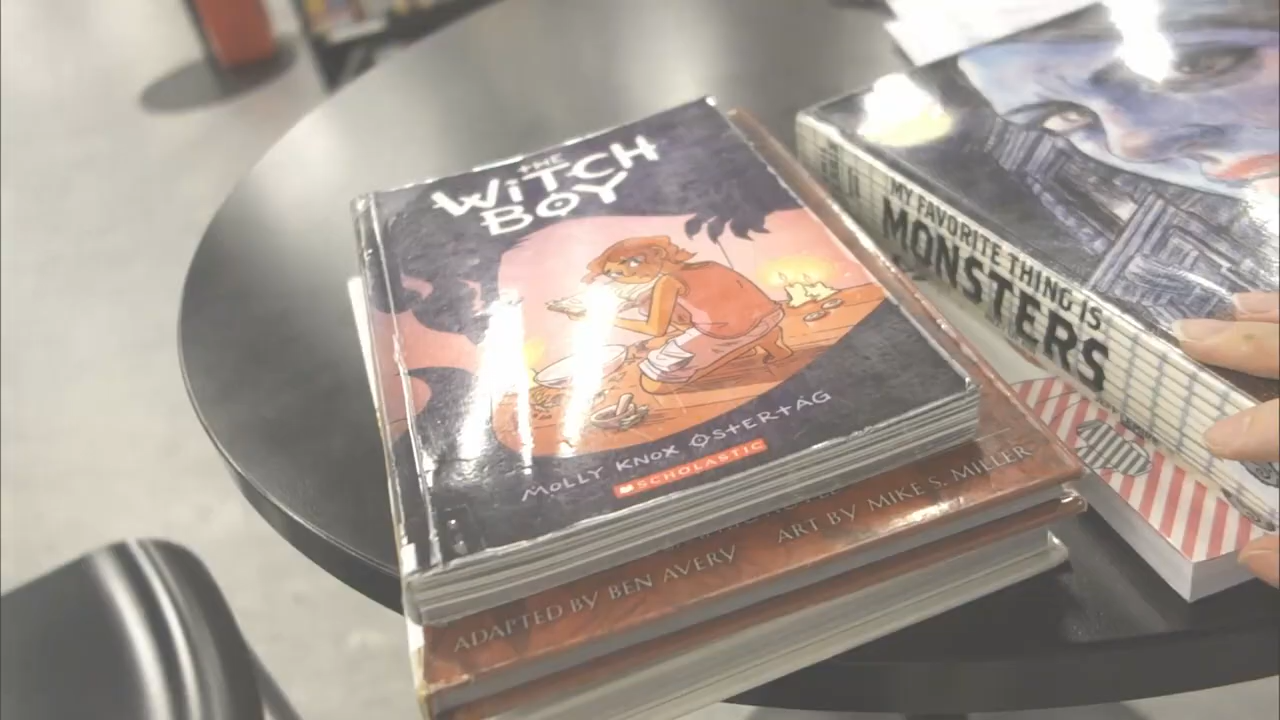 THE
WiTCH
BOY
MOLLY KNOX OSTERTAG
SCHOLASTIC
ADAPTED BY BEN AVERY ART BY MIKE S. MILLER
MY FAVORITE THING IS
MONSTERS